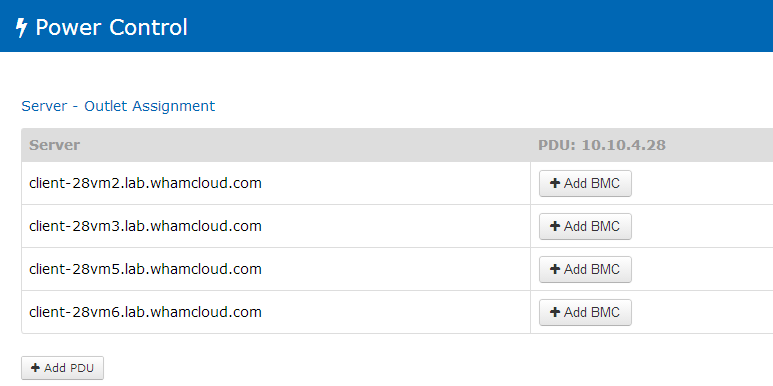 Power Control
Server - Outlet Assignment
Server PDU: 10.10.4.28
client-28vm2.lab.whamcloud.com + Add BMC
client-28vm3.lab.whamcloud.com + Add BMC
client-28vm5.lab.whamcloud.com + Add BMC
client-28vm6.lab.whamcloud.com + Add BMC
+ Add PDU